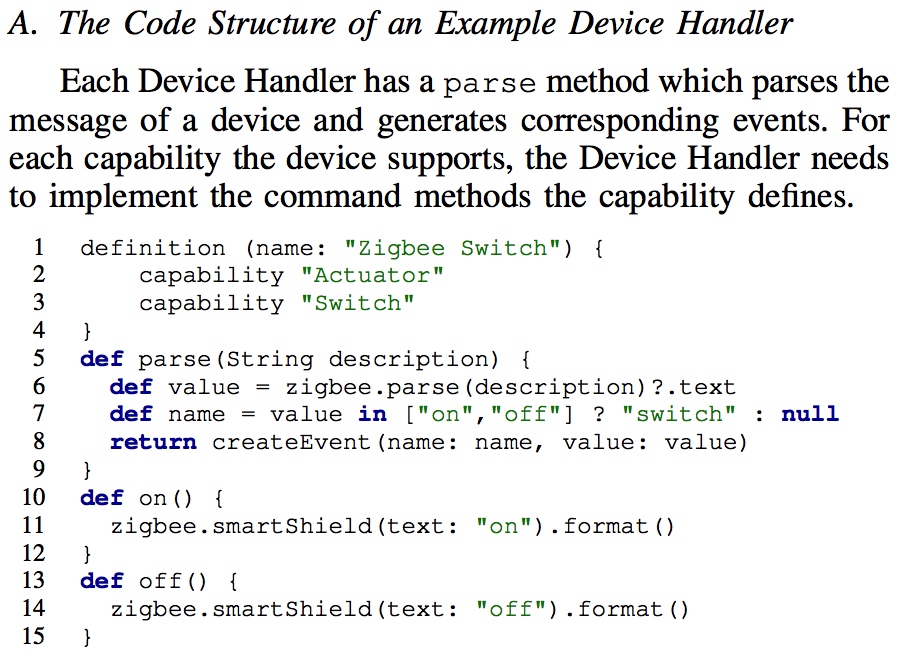 A. The Code Structure of an Example Device Handler
Each Device Handler has a parse method which parses the
message of a device and generates corresponding events. For
each capability the device supports, the Device Handler needs
to implement the command methods the capability defines.
1 definition (name: "Zigbee Switch") {
2 capability "Actuator"
3 capability "Switch"
4 }
5 def parse(String description) {
6 def value = zigbee.parse(description)?.text
7 def name = value in ["on","off"] ? "switch" : null
8 return createEvent(name: name, value: value)
9 }
10 def on() {
11 zigbee.smartShield(text: "on").format()
12 }
13 def off() {
14 zigbee.smartShield(text: "off").format()
15 }